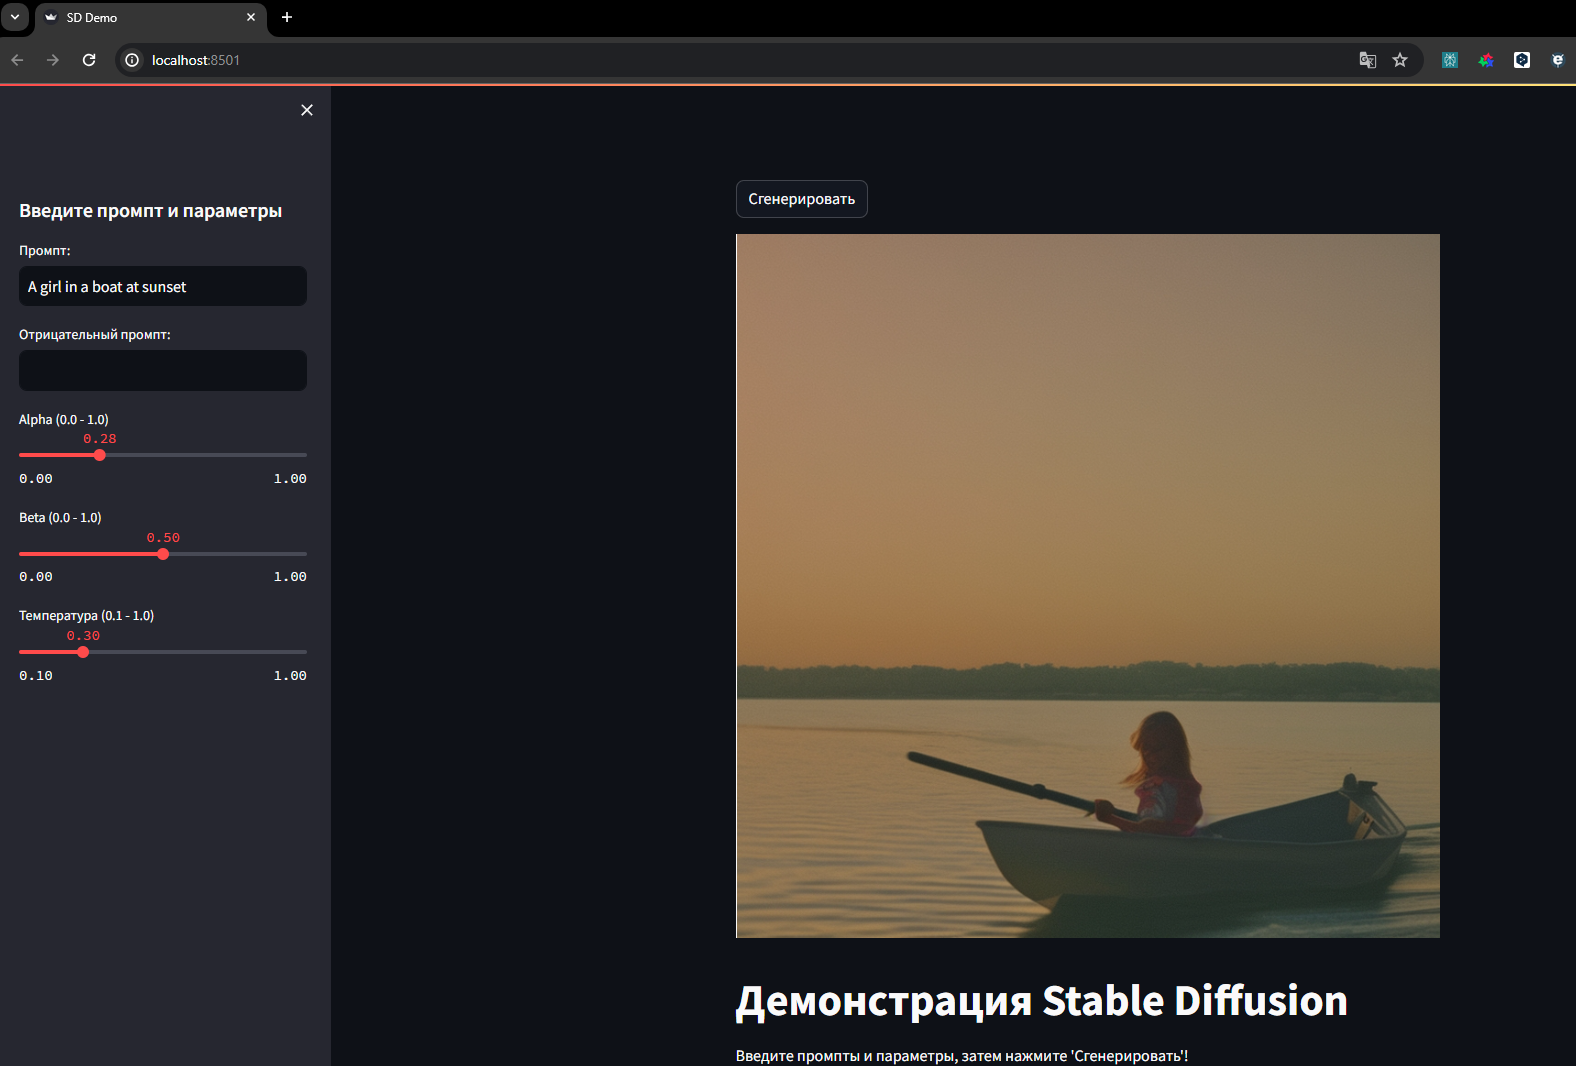 SD Demo
localhost:8501
Введите промпт и параметры
Промпт:
A girl in a boat at sunset
Отрицательный промпт:
Alpha (0.0 - 1.0)
0.28
0.00 1.00
Beta (0.0 - 1.0)
0.50
0.00 1.00
Температура (0.1 - 1.0)
0.30
0.10 1.00
Сгенерировать
Демонстрация Stable Diffusion
Введите промпты и параметры, затем нажмите 'Сгенерировать'!